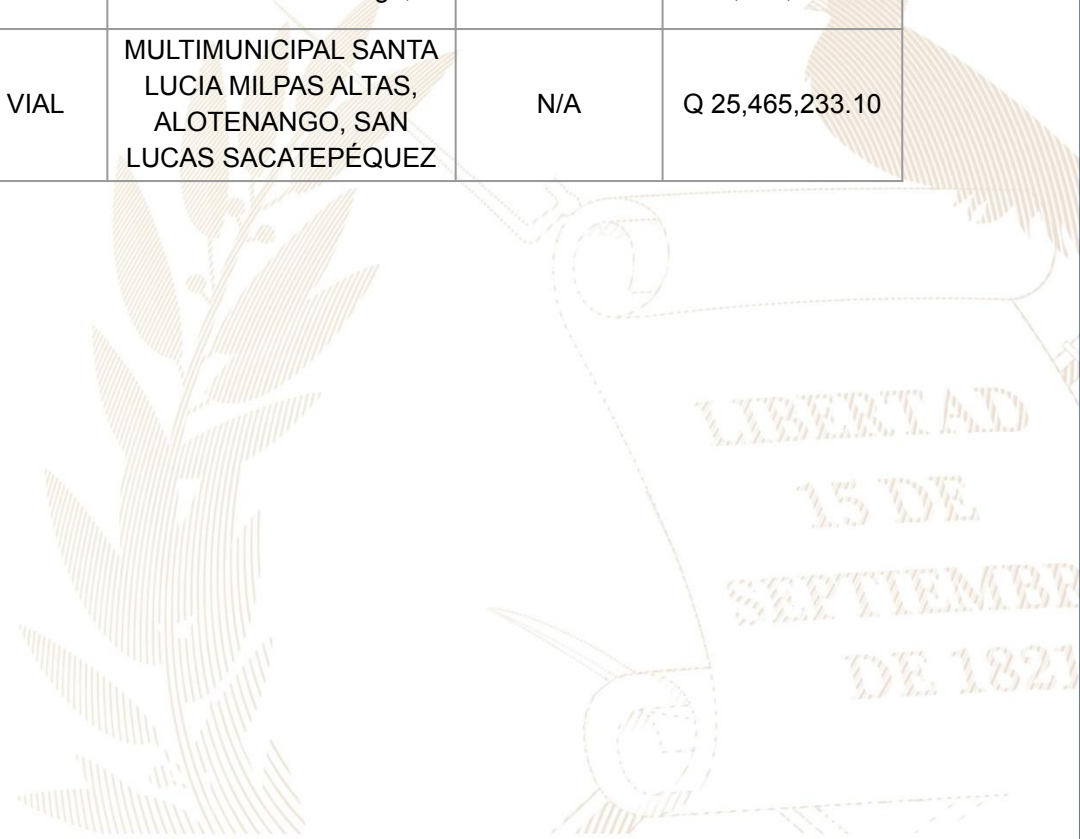 VIAL
MULTIMUNICIPAL SANTA
LUCIA MILPAS ALTAS,
ALOTENANGO, SAN
LUCAS SACATEPÉQUEZ
N/A
Q 25,465,233.10
LIBERTAD
15 DE
SEPTIEMBR
DE 1821